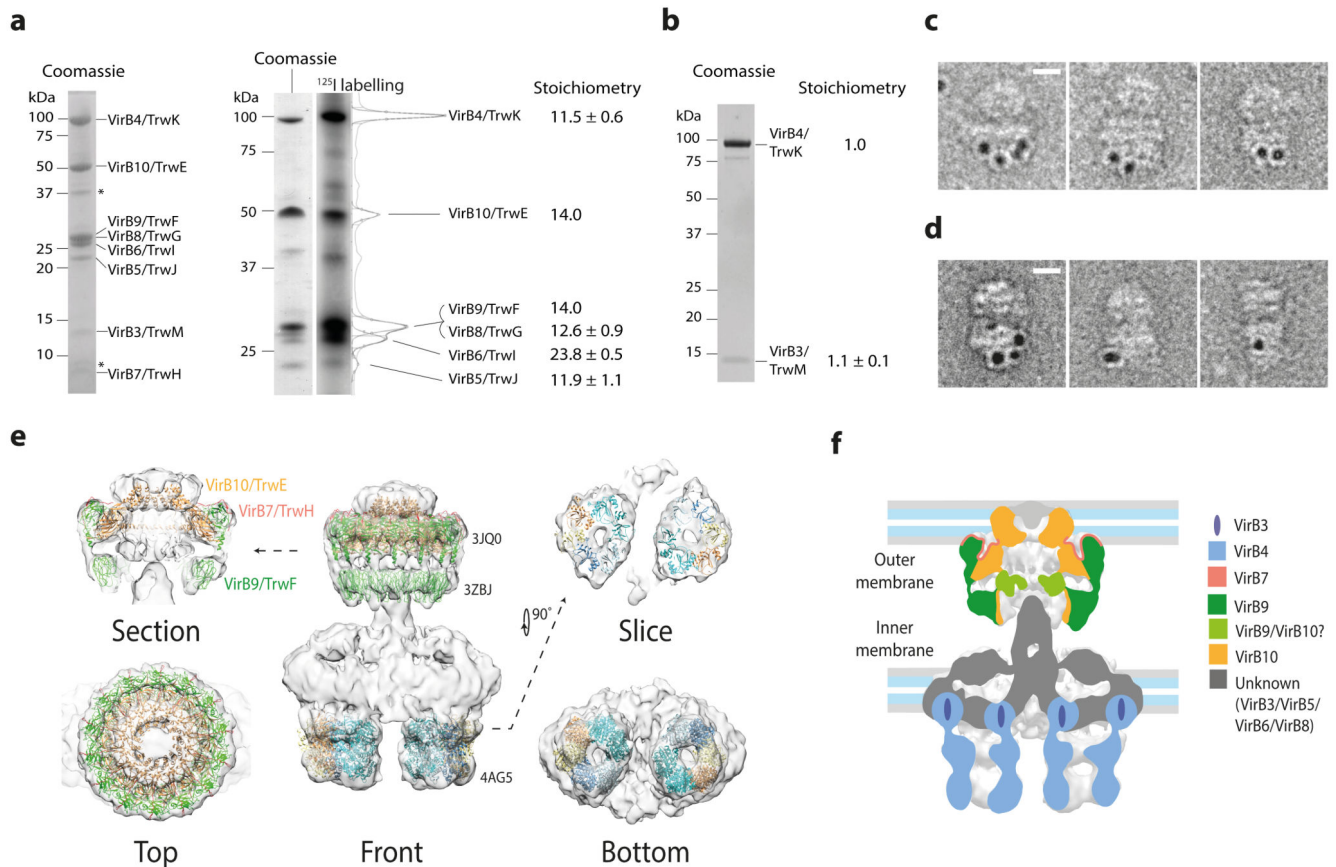 a
Coomassie
kDa
100
75
50
37
25
20
15
10
VirB4/TrwK
VirB10/TrwE
*
VirB9/TrwF
VirB8/TrwG
VirB6/TrwI
VirB5/TrwJ
VirB3/TrwM
*
VirB7/TrwH
Coomassie
125I labelling
Stoichiometry
kDa
100
75
50
37
25
VirB4/TrwK 11.5 ± 0.6
VirB10/TrwE 14.0
VirB9/TrwF 14.0
VirB8/TrwG 12.6 ± 0.9
VirB6/TrwI 23.8 ± 0.5
VirB5/TrwJ 11.9 ± 1.1
b
Coomassie
kDa
Stoichiometry
100
75
50
37
25
20
15
VirB4/
TrwK
1.0
VirB3/
TrwM
1.1 ± 0.1
c
d
e
VirB10/TrwE
VirB7/TrwH
VirB9/TrwF
Section
Top
3JQ0
3ZBJ
90°
4AG5
Front
Slice
Bottom
f
Outer
membrane
Inner
membrane
VirB3
VirB4
VirB7
VirB9
VirB9/VirB10?
VirB10
Unknown
(VirB3/VirB5/
VirB6/VirB8)